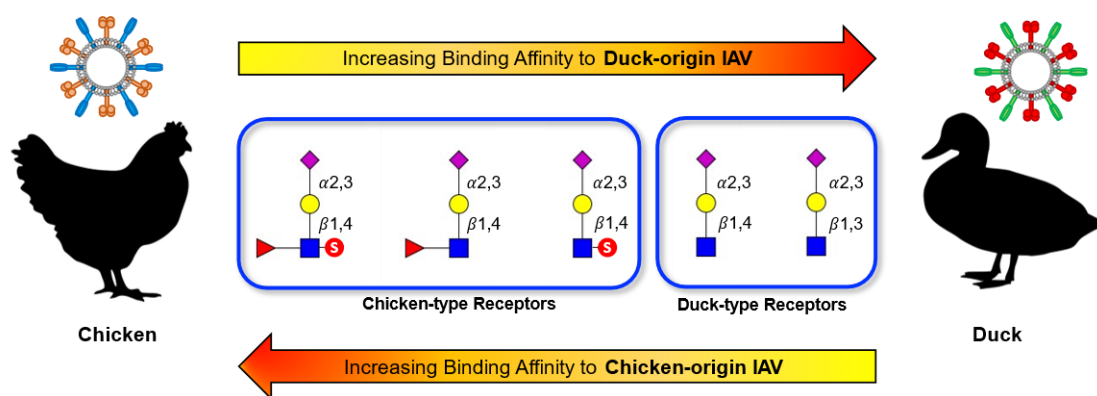 Increasing Binding Affinity to Duck-origin IAV
α2,3 α2,3 α2,3 α2,3 α2,3
β1,4 β1,4 β1,4 β1,4 β1,3
S S
Chicken-type Receptors Duck-type Receptors
Chicken Duck
Increasing Binding Affinity to Chicken-origin IAV